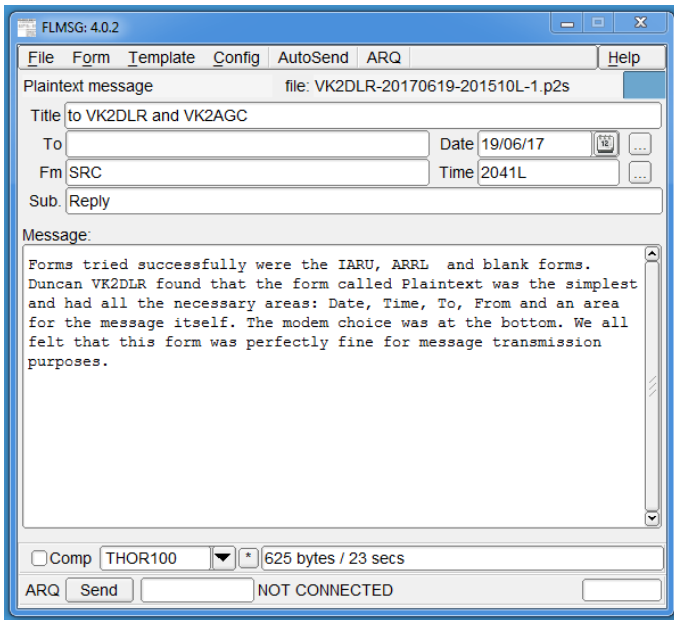 FLMSG: 4.0.2
File Form Template Config AutoSend ARQ Help
Plaintext message file: VK2DLR-20170619-201510L-1.p2s
Title to VK2DLR and VK2AGC
To Date 19/06/17 12 ...
Fm SRC Time 2041L ...
Sub. Reply
Message:
Forms tried successfully were the IARU, ARRL  and blank forms.
Duncan VK2DLR found that the form called Plaintext was the simplest
and had all the necessary areas: Date, Time, To, From and an area
for the message itself. The modem choice was at the bottom. We all
felt that this form was perfectly fine for message transmission
purposes.
Comp THOR100 * 625 bytes / 23 secs
ARQ Send NOT CONNECTED